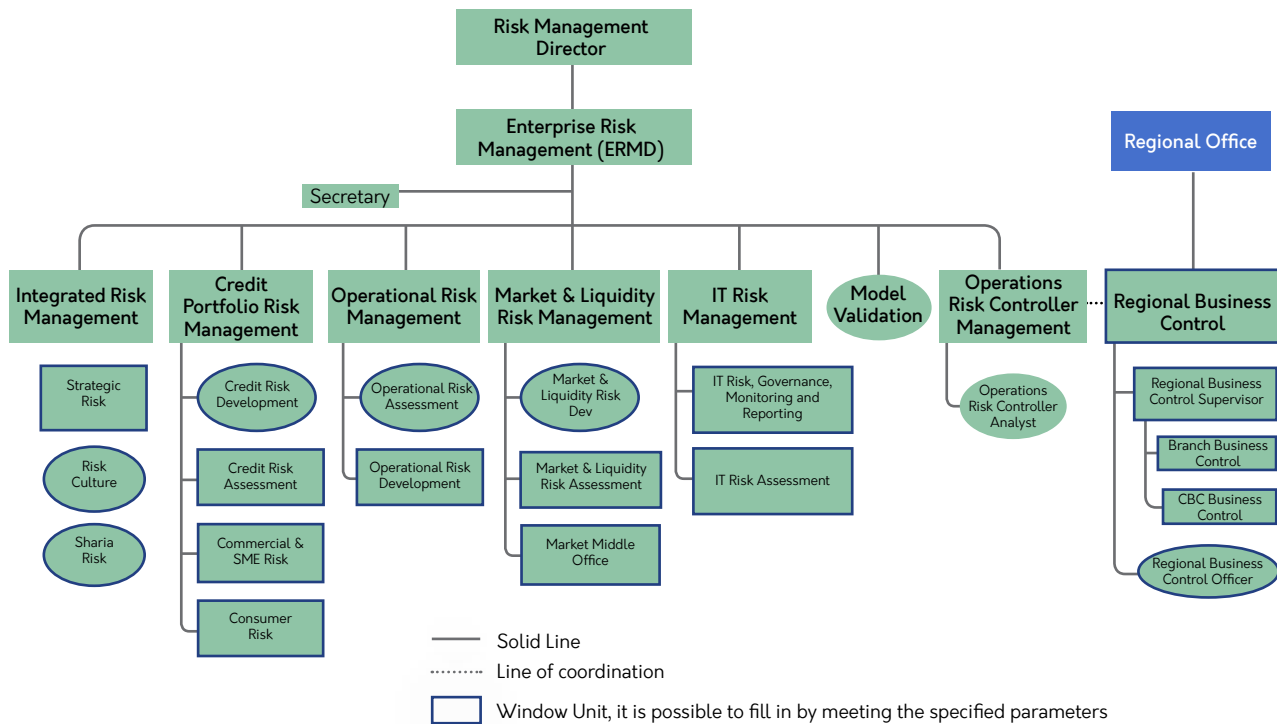 Risk Management
Director
Enterprise Risk
Management (ERMD)
Regional Office
Secretary
Integrated Risk
Management
Credit
Portfolio Risk
Management
Operational Risk
Management
Market & Liquidity
Risk Management
IT Risk
Management
Model
Validation
Operations
Risk Controller
Management
Regional Business
Control
Strategic
Risk
Risk
Culture
Sharia
Risk
Credit Risk
Development
Credit Risk
Assessment
Commercial &
SME Risk
Consumer
Risk
Operational Risk
Assessment
Operational Risk
Development
Market &
Liquidity Risk
Dev
Market & Liquidity
Risk Assessment
Market Middle
Office
IT Risk, Governance,
Monitoring and
Reporting
IT Risk Assessment
Operations
Risk Controller
Analyst
Regional Business
Control Supervisor
Branch Business
Control
CBC Business
Control
Regional Business
Control Officer
Solid Line
Line of coordination
Window Unit, it is possible to fill in by meeting the specified parameters